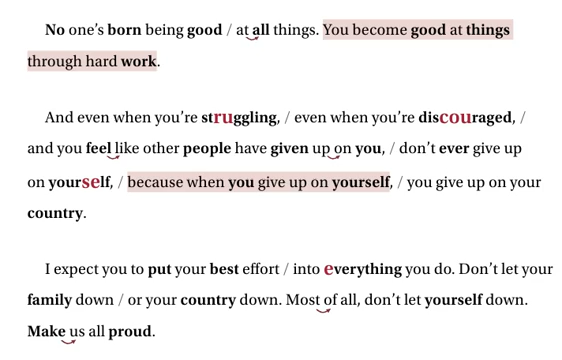 No one's born being good / at all things. You become good at things
through hard work.
And even when you're struggling, / even when you're discouraged, /
and you feel like other people have given up on you, / don't ever give up
on yourself, / because when you give up on yourself, / you give up on your
country.
I expect you to put your best effort / into everything you do. Don't let your
family down / or your country down. Most of all, don't let yourself down.
Make us all proud.